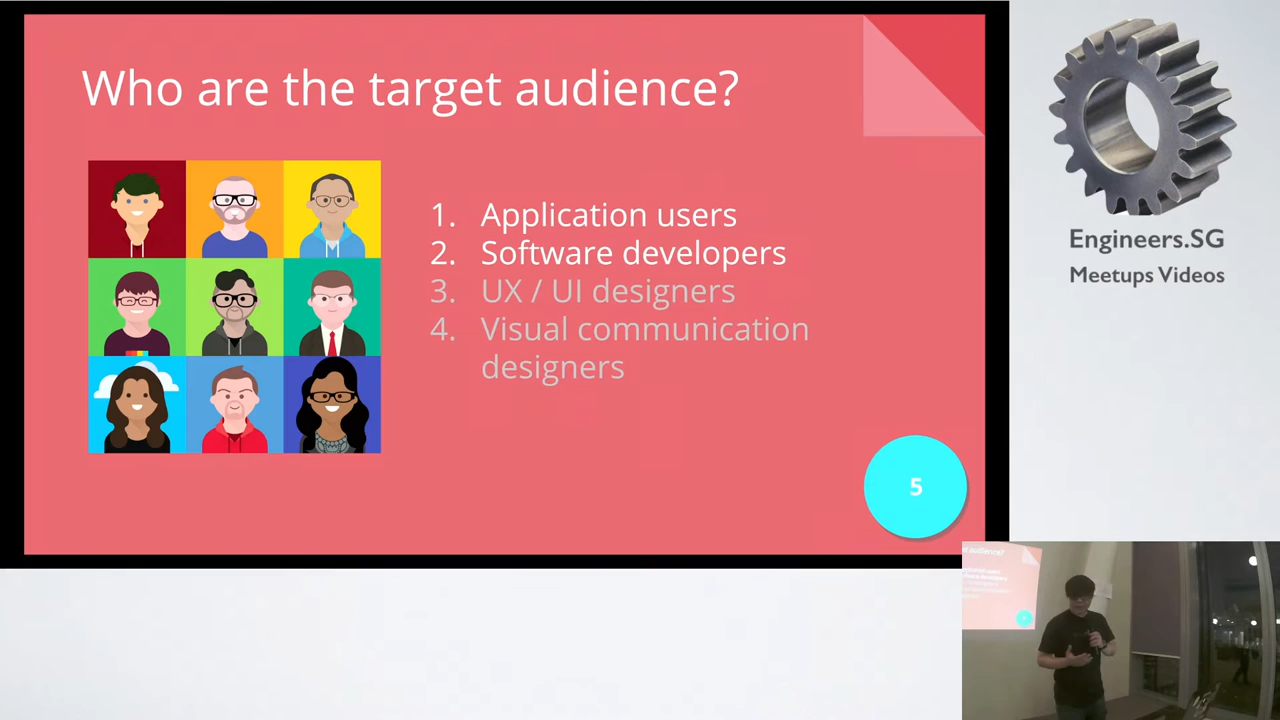 Who are the target audience?
1. Application users
2. Software developers
3. UX / UI designers
4. Visual communication
designers
5
Engineers.SG
Meetups Videos